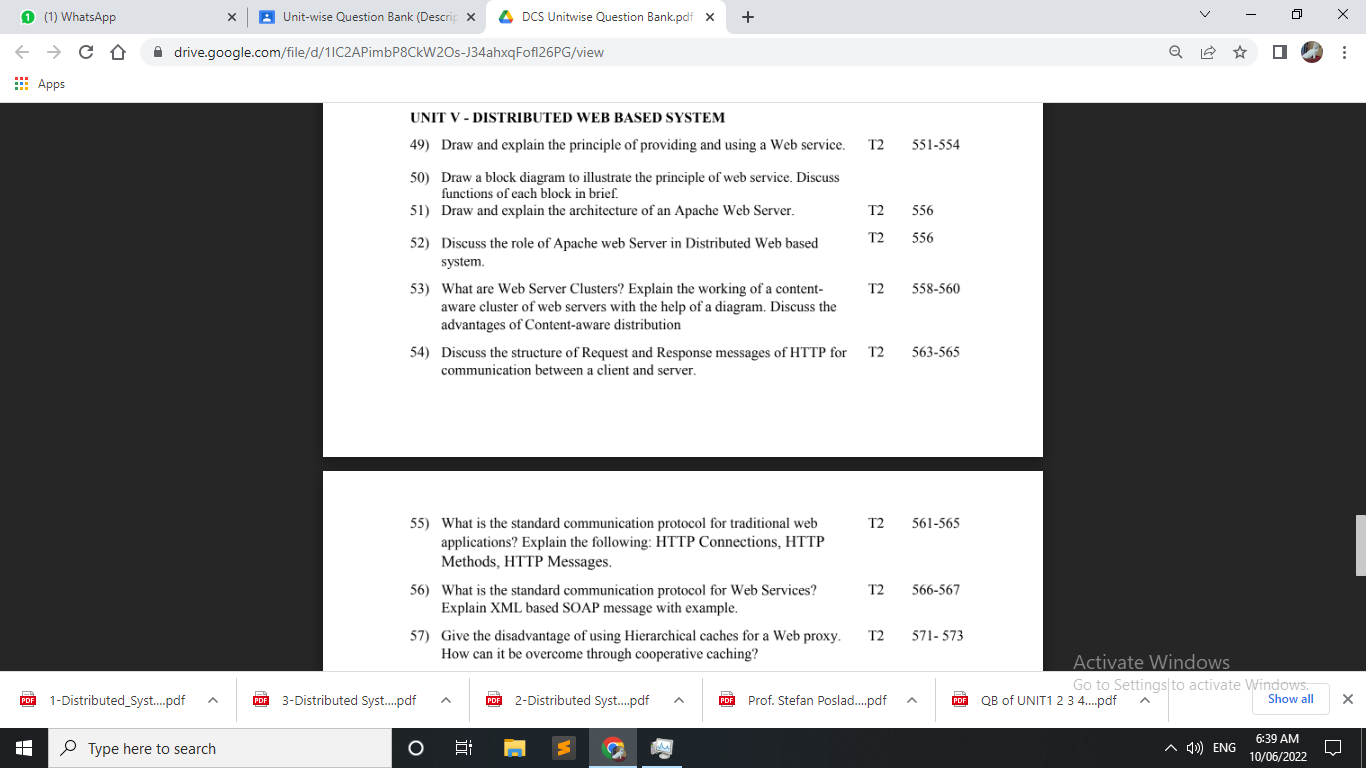 (1) WhatsApp
Unit-wise Question Bank (Descrip
DCS Unitwise Question Bank.pdf
drive.google.com/file/d/1IC2APimbP8CkW2Os-J34ahxqFofl26PG/view
Apps
UNIT V - DISTRIBUTED WEB BASED SYSTEM
49) Draw and explain the principle of providing and using a Web service. T2 551-554
50) Draw a block diagram to illustrate the principle of web service. Discuss
functions of each block in brief.
51) Draw and explain the architecture of an Apache Web Server. T2 556
T2 556
52) Discuss the role of Apache web Server in Distributed Web based
system.
53) What are Web Server Clusters? Explain the working of a content- T2 558-560
aware cluster of web servers with the help of a diagram. Discuss the
advantages of Content-aware distribution
54) Discuss the structure of Request and Response messages of HTTP for T2 563-565
communication between a client and server.
55) What is the standard communication protocol for traditional web T2 561-565
applications? Explain the following: HTTP Connections, HTTP
Methods, HTTP Messages.
56) What is the standard communication protocol for Web Services? T2 566-567
Explain XML based SOAP message with example.
57) Give the disadvantage of using Hierarchical caches for a Web proxy. T2 571- 573
How can it be overcome through cooperative caching?
Activate Windows
Go to Settings to activate Windows.
1-Distributed_Syst....pdf
3-Distributed Syst....pdf
2-Distributed Syst....pdf
Prof. Stefan Poslad....pdf
QB of UNIT1 2 3 4....pdf
Show all
Type here to search
ENG
6:39 AM
10/06/2022